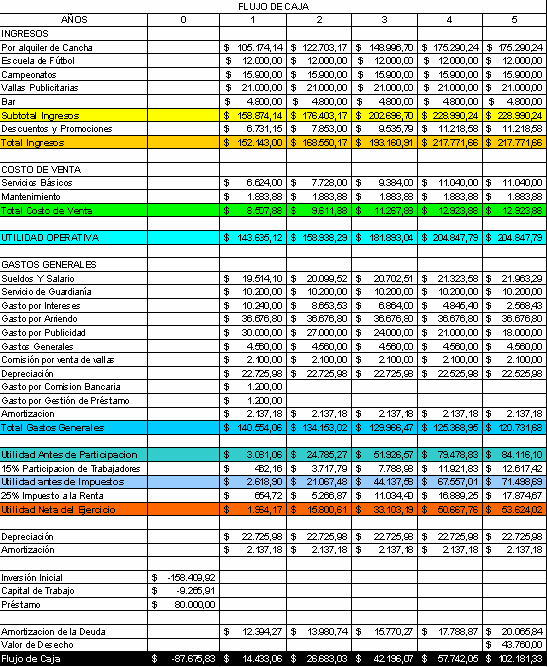 FLUJO DE CAJA
AÑOS 0 1 2 3 4 5
INGRESOS
Por alquiler de Cancha $ 105.174,14 $ 122.703,17 $ 148.996,70 $ 175.290,24 $ 175.290,24
Escuela de Fútbol $ 12.000,00 $ 12.000,00 $ 12.000,00 $ 12.000,00 $ 12.000,00
Campeonatos $ 15.900,00 $ 15.900,00 $ 15.900,00 $ 15.900,00 $ 15.900,00
Vallas Publicitarias $ 21.000,00 $ 21.000,00 $ 21.000,00 $ 21.000,00 $ 21.000,00
Bar $ 4.800,00 $ 4.800,00 $ 4.800,00 $ 4.800,00 $ 4.800,00
Subtotal Ingresos $ 158.874,14 $ 176.403,17 $ 202.696,70 $ 228.990,24 $ 228.990,24
Descuentos y Promociones $ 6.731,15 $ 7.853,00 $ 9.535,79 $ 11.218,58 $ 11.218,58
Total Ingresos $ 152.143,00 $ 168.550,17 $ 193.160,91 $ 217.771,66 $ 217.771,66
COSTO DE VENTA
Servicios Básicos $ 6.624,00 $ 7.728,00 $ 9.384,00 $ 11.040,00 $ 11.040,00
Mantenimiento $ 1.883,88 $ 1.883,88 $ 1.883,88 $ 1.883,88 $ 1.883,88
Total Costo de Venta $ 8.507,88 $ 9.611,88 $ 11.267,88 $ 12.923,88 $ 12.923,88
UTILIDAD OPERATIVA $ 143.635,12 $ 158.938,29 $ 181.893,04 $ 204.847,79 $ 204.847,79
GASTOS GENERALES
Sueldos Y Salario $ 19.514,10 $ 20.099,52 $ 20.702,51 $ 21.323,58 $ 21.963,29
Servicio de Guardianía $ 10.200,00 $ 10.200,00 $ 10.200,00 $ 10.200,00 $ 10.200,00
Gasto por Intereses $ 10.240,00 $ 8.653,53 $ 6.864,00 $ 4.845,40 $ 2.568,43
Gasto por Arriendo $ 36.676,80 $ 36.676,80 $ 36.676,80 $ 36.676,80 $ 36.676,80
Gasto por Publicidad $ 30.000,00 $ 27.000,00 $ 24.000,00 $ 21.000,00 $ 18.000,00
Gastos Generales $ 4.560,00 $ 4.560,00 $ 4.560,00 $ 4.560,00 $ 4.560,00
Comisión por venta de vallas $ 2.100,00 $ 2.100,00 $ 2.100,00 $ 2.100,00 $ 2.100,00
Depreciación $ 22.725,98 $ 22.725,98 $ 22.725,98 $ 22.525,98 $ 22.525,98
Gasto por Comision Bancaria $ 1.200,00
Gasto por Gestión de Préstamo $ 1.200,00
Amortizacion $ 2.137,18 $ 2.137,18 $ 2.137,18 $ 2.137,18 $ 2.137,18
Total Gastos Generales $ 140.554,06 $ 134.153,02 $ 129.966,47 $ 125.368,95 $ 120.731,68
Utilidad Antes de Participacion $ 3.081,06 $ 24.785,27 $ 51.926,57 $ 79.478,83 $ 84.116,10
15% Participacion de Trabajadores $ 462,16 $ 3.717,79 $ 7.788,98 $ 11.921,83 $ 12.617,42
Utilidad antes de Impuestos $ 2.618,90 $ 21.067,48 $ 44.137,58 $ 67.557,01 $ 71.498,69
25% Impuesto a la Renta $ 654,72 $ 5.266,87 $ 11.034,40 $ 16.889,25 $ 17.874,67
Utilidad Neta del Ejercicio $ 1.964,17 $ 15.800,61 $ 33.103,19 $ 50.667,76 $ 53.624,02
Depreciación $ 22.725,98 $ 22.725,98 $ 22.725,98 $ 22.725,98 $ 22.725,98
Amortización $ 2.137,18 $ 2.137,18 $ 2.137,18 $ 2.137,18 $ 2.137,18
Inversión Inicial $ -158.409,92
Capital de Trabajo $ -9.265,91
Préstamo $ 80.000,00
Amortizacion de la Deuda $ 12.394,27 $ 13.980,74 $ 15.770,27 $ 17.788,87 $ 20.065,84
Valor de Desecho $ 43.760,00
Flujo de Caja $ -87.675,83 $ 14.433,06 $ 26.683,03 $ 42.196,07 $ 57.742,05 $ 102.181,33